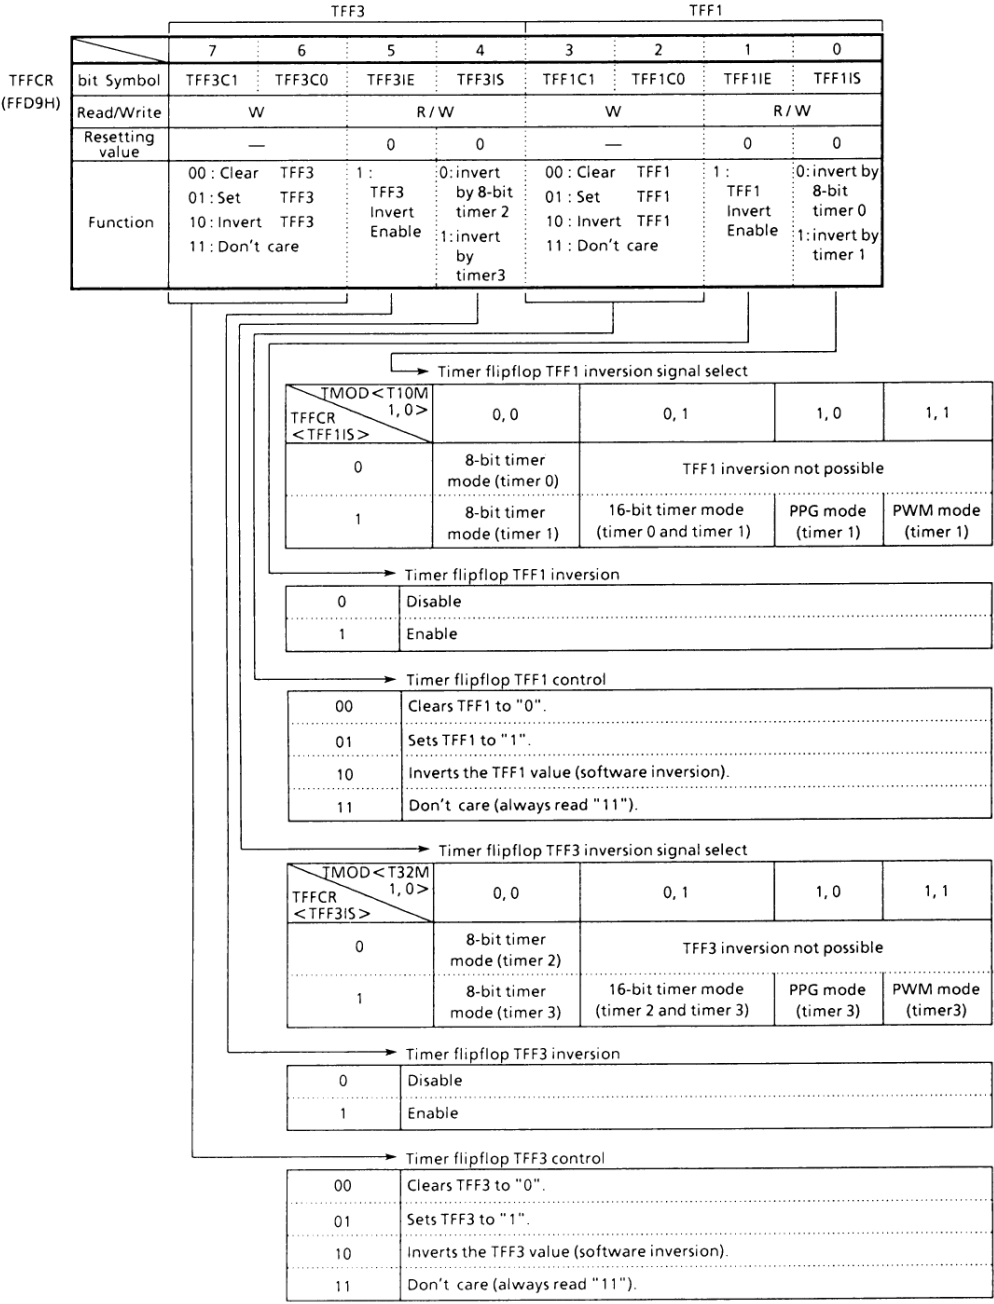 TFF3 TFF1
7 6 5 4 3 2 1 0
TFFCR (FFD9H)
bit Symbol TFF3C1 TFF3C0 TFF3IE TFF3IS TFF1C1 TFF1C0 TFF1IE TFF1IS
Read/Write W R/W W R/W
Resetting value — 0 0 — 0 0
Function
00 : Clear TFF3
01 : Set TFF3
10 : Invert TFF3
11 : Don't care
1 :
TFF3
Invert
Enable
0: invert
by 8-bit
timer 2
1: invert
by
timer3
00 : Clear TFF1
01 : Set TFF1
10 : Invert TFF1
11 : Don't care
1 :
TFF1
Invert
Enable
0: invert by
8-bit
timer 0
1: invert by
timer 1
Timer flipflop TFF1 inversion signal select
TMOD<T10M
1, 0>
TFFCR
<TFF1IS>
0, 0 0, 1 1, 0 1, 1
0 8-bit timer mode (timer 0) TFF1 inversion not possible
1 8-bit timer mode (timer 1) 16-bit timer mode (timer 0 and timer 1) PPG mode (timer 1) PWM mode (timer 1)
Timer flipflop TFF1 inversion
0 Disable
1 Enable
Timer flipflop TFF1 control
00 Clears TFF1 to "0".
01 Sets TFF1 to "1".
10 Inverts the TFF1 value (software inversion).
11 Don't care (always read "11").
Timer flipflop TFF3 inversion signal select
TMOD<T32M
1, 0>
TFFCR
<TFF3IS>
0, 0 0, 1 1, 0 1, 1
0 8-bit timer mode (timer 2) TFF3 inversion not possible
1 8-bit timer mode (timer 3) 16-bit timer mode (timer 2 and timer 3) PPG mode (timer 3) PWM mode (timer3)
Timer flipflop TFF3 inversion
0 Disable
1 Enable
Timer flipflop TFF3 control
00 Clears TFF3 to "0".
01 Sets TFF3 to "1".
10 Inverts the TFF3 value (software inversion).
11 Don't care (always read "11").